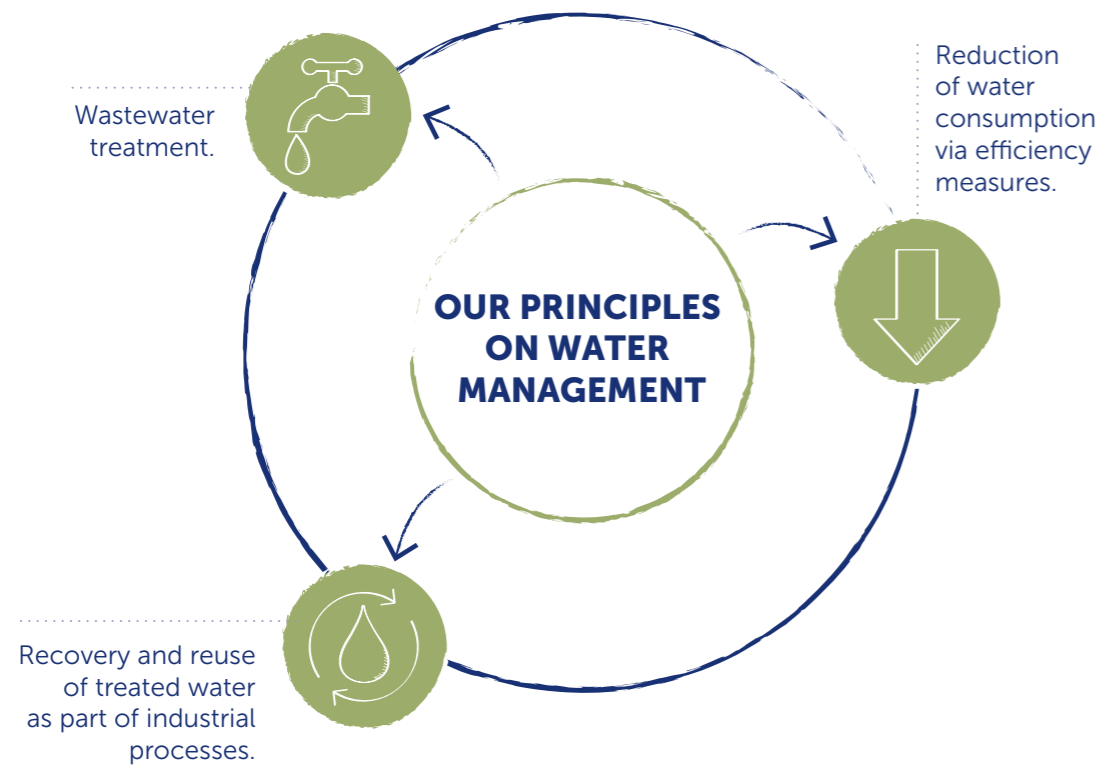 Wastewater
treatment.
Reduction
of water
consumption
via efficiency
measures.
OUR PRINCIPLES
ON WATER
MANAGEMENT
Recovery and reuse
of treated water
as part of industrial
processes.